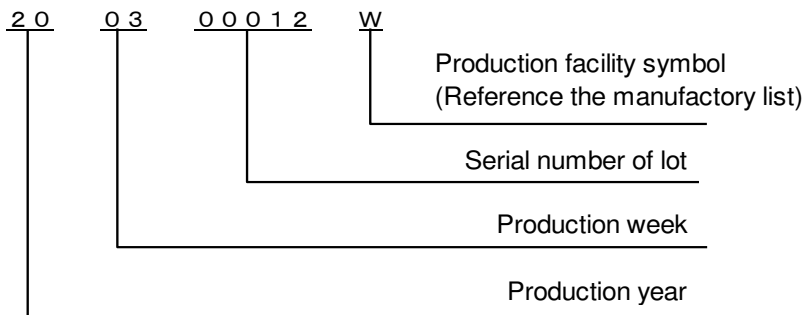 20 03 00012 W
Production facility symbol
(Reference the manufactory list)
Serial number of lot
Production week
Production year